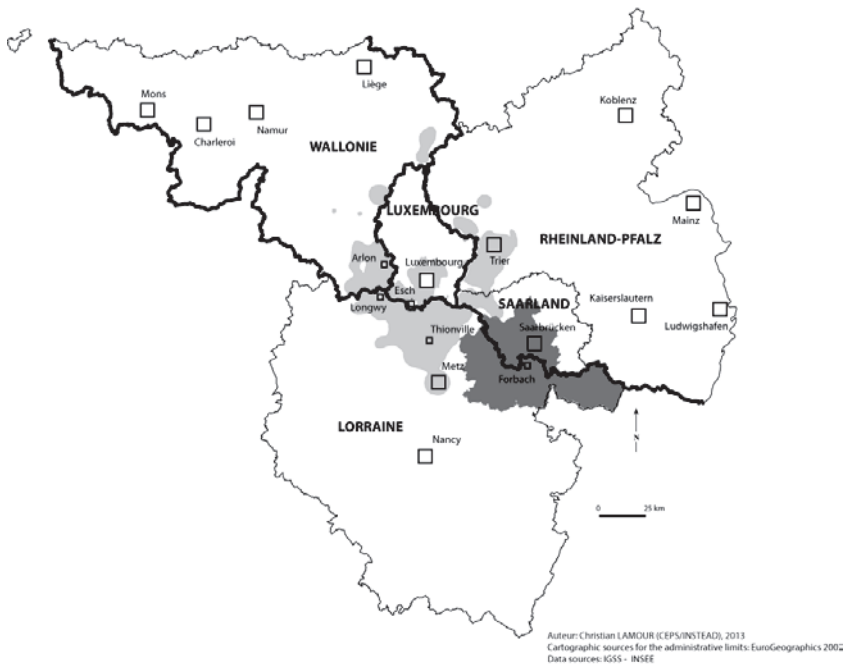 Liège
Mons
Koblenz
Charleroi
Namur
WALLONIE
LUXEMBOURG
Mainz
RHEINLAND-PFALZ
Arlon
Luxembourg
Trier
Esch
SAARLAND
Longwy
Kaiserslautern
Ludwigshafen
Thionville
Saarbrücken
Metz
Forbach
LORRAINE
Nancy
N
0 25 km
Auteur: Christian LAMOUR (CEPS/INSTEAD), 2013
Cartographic sources for the administrative limits: EuroGeographics 2002
Data sources: IGSS - INSEE